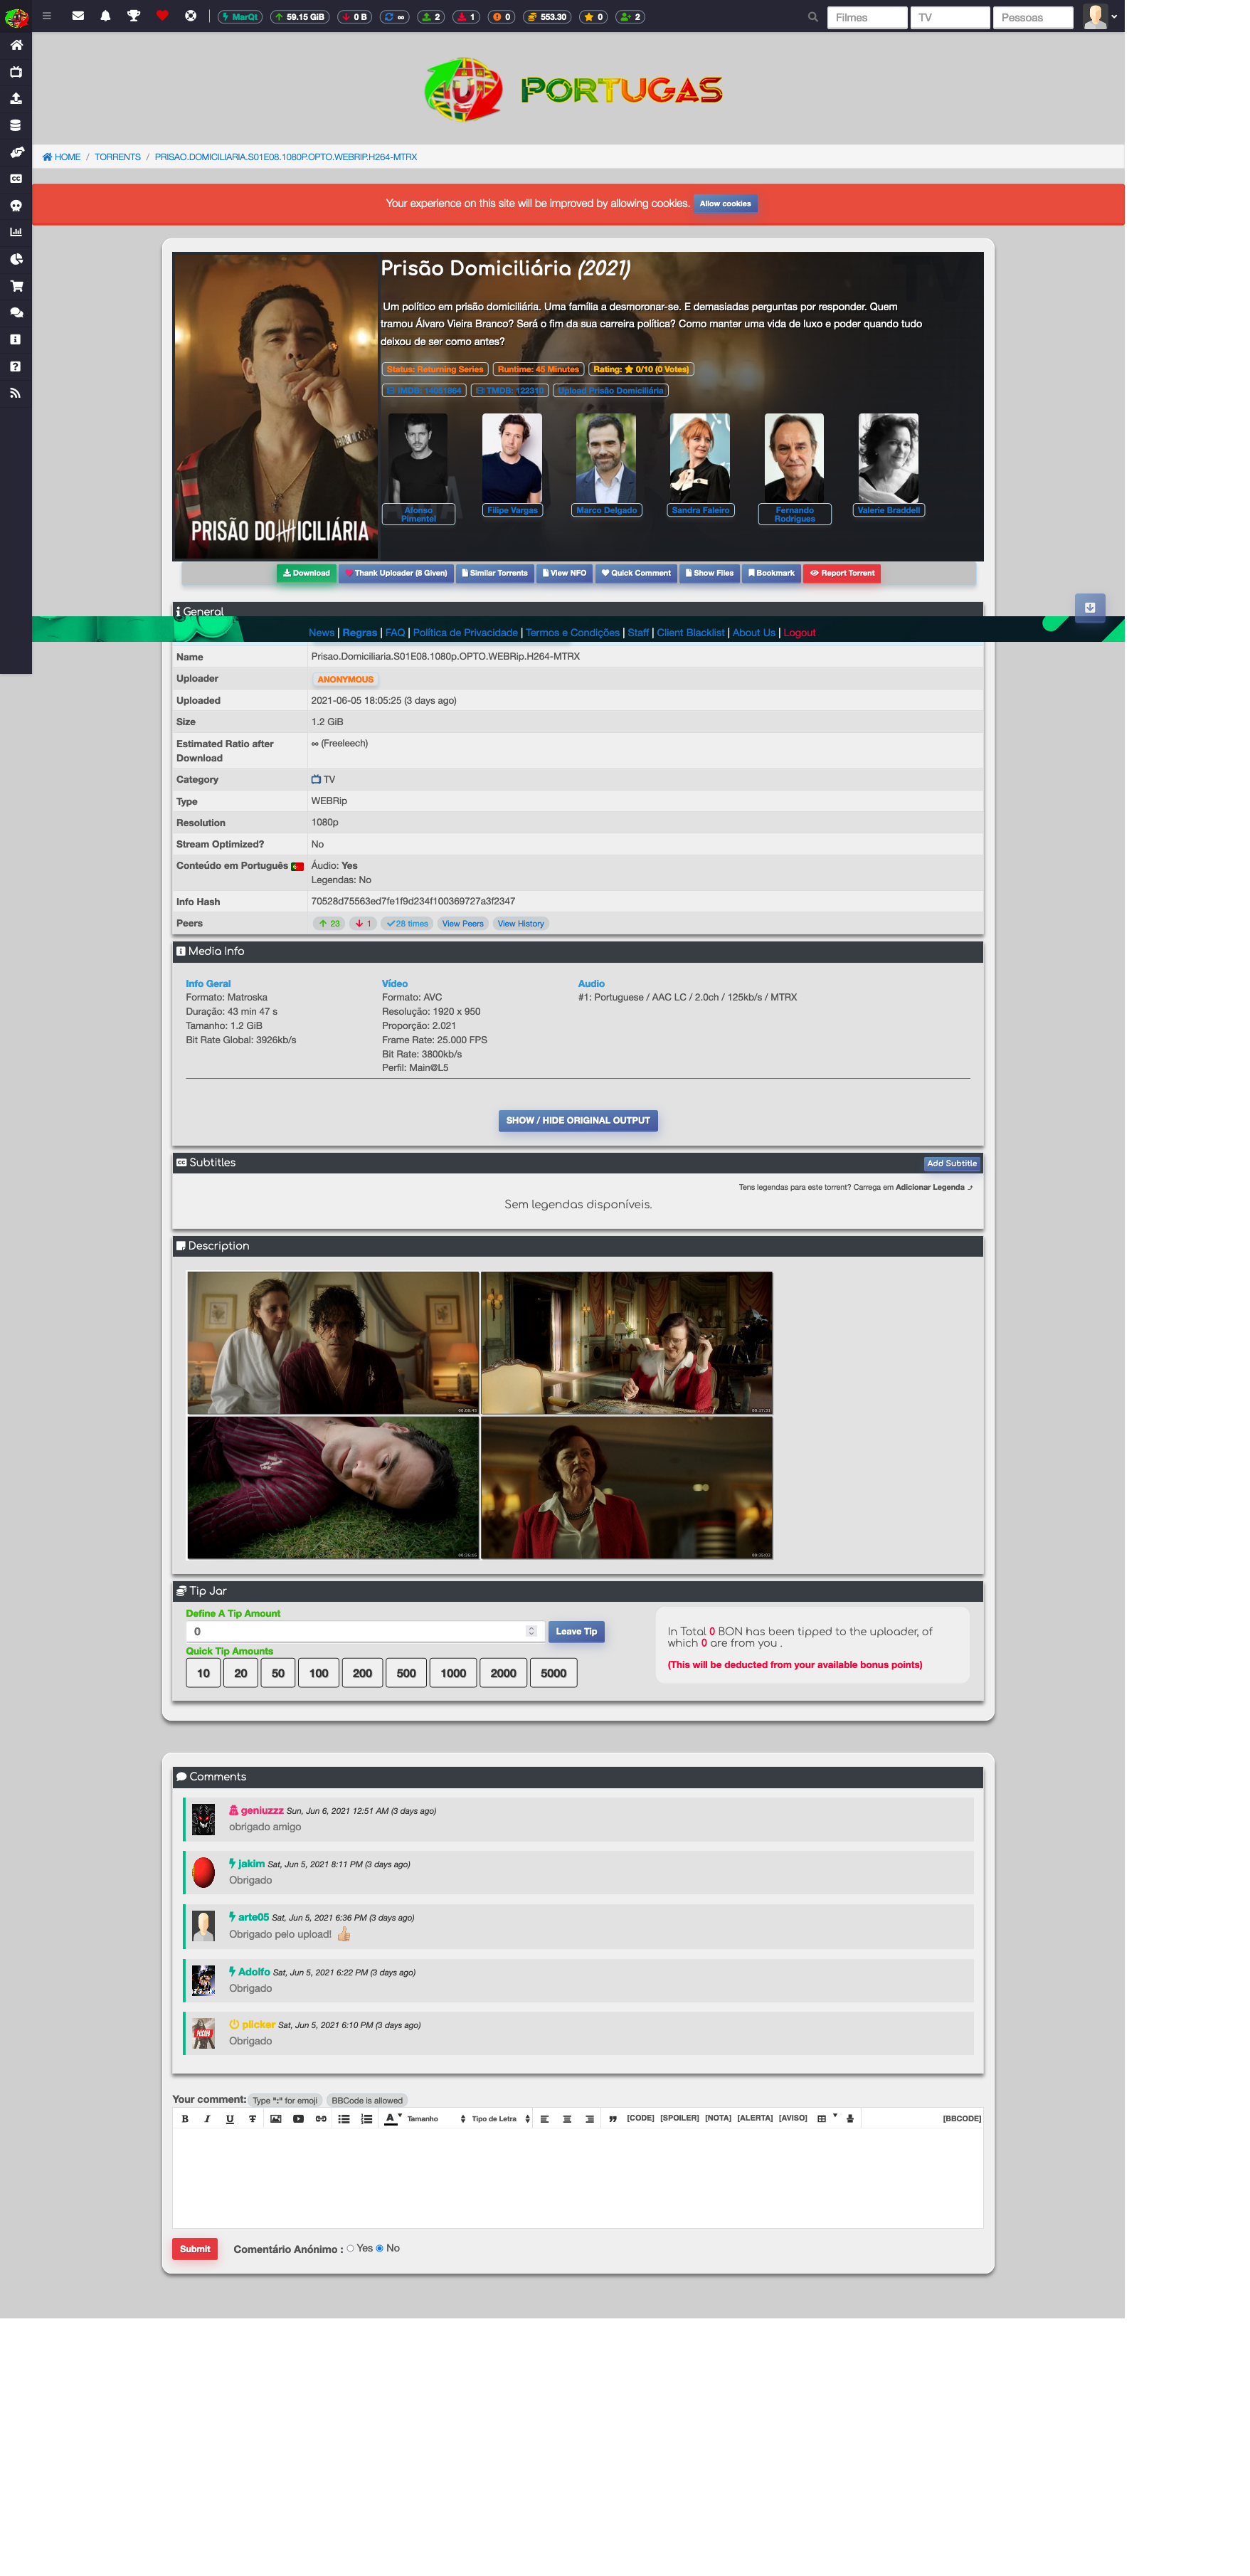 MarQt 59.15 GiB 0 B ∞ 2 1 0 553.30 0 2 Filmes TV Pessoas
PORTUGAS
HOME / TORRENTS / PRISAO.DOMICILIARIA.S01E08.1080P.OPTO.WEBRIP.H264-MTRX
Your experience on this site will be improved by allowing cookies. Allow cookies
Prisão Domiciliária (2021)
Um político em prisão domiciliária. Uma família a desmoronar-se. E demasiadas perguntas por responder. Quem
tramou Álvaro Vieira Branco? Será o fim da sua carreira política? Como manter uma vida de luxo e poder quando tudo
deixou de ser como antes?
Status: Returning Series Runtime: 45 Minutes Rating: 0/10 (0 Votes)
TMDB: 122310 Upload Prisão Domiciliária
PRISÃO DOMICILIÁRIA
Afonso Pimentel
Filipe Vargas
Marco Delgado
Sandra Faleiro
Fernando Rodrigues
Valerie Braddell
Download Thank Uploader (8 Given) Similar Torrents View NFO Quick Comment Show Files Bookmark Report Torrent
General
News | Regras | FAQ | Política de Privacidade | Termos e Condições | Staff | Client Blacklist | About Us | Logout
Name Prisao.Domiciliaria.S01E08.1080p.OPTO.WEBRip.H264-MTRX
Uploader ANONYMOUS
Uploaded 2021-06-05 18:05:25 (3 days ago)
Size 1.2 GiB
Estimated Ratio after ∞ (Freeleech)
Download
Category TV
Type WEBRip
Resolution 1080p
Stream Optimized? No
Conteúdo em Português Áudio: Yes
Legendas: No
Info Hash 70528d75563ed7fe1f9d234f100369727a3f2347
Peers 23 1 28 times View Peers View History
Media Info
Info Geral
Formato: Matroska
Duração: 43 min 47 s
Tamanho: 1.2 GiB
Bit Rate Global: 3926kb/s
Vídeo
Formato: AVC
Resolução: 1920 x 950
Proporção: 2.021
Frame Rate: 25.000 FPS
Bit Rate: 3800kb/s
Perfil: Main@L5
Audio
#1: Portuguese / AAC LC / 2.0ch / 125kb/s / MTRX
SHOW / HIDE ORIGINAL OUTPUT
Subtitles Add Subtitle
Tens legendas para este torrent? Carrega em Adicionar Legenda
Sem legendas disponíveis.
Description
Tip Jar
Define A Tip Amount
0 Leave Tip
Quick Tip Amounts
10 20 50 100 200 500 1000 2000 5000
In Total 0 BON has been tipped to the uploader, of
which 0 are from you .
(This will be deducted from your available bonus points)
Comments
geniuzzz Sun, Jun 6, 2021 12:51 AM (3 days ago)
obrigado amigo
jakim Sat, Jun 5, 2021 8:11 PM (3 days ago)
Obrigado
arte05 Sat, Jun 5, 2021 6:36 PM (3 days ago)
Obrigado pelo upload!
Adolfo Sat, Jun 5, 2021 6:22 PM (3 days ago)
Obrigado
plicker Sat, Jun 5, 2021 6:10 PM (3 days ago)
Obrigado
Your comment: Type ":" for emoji BBCode is allowed
B I U T A Tamanho Tipo de Letra [CODE] [SPOILER] [NOTA] [ALERTA] [AVISO] [BBCODE]
Submit Comentário Anónimo : Yes No